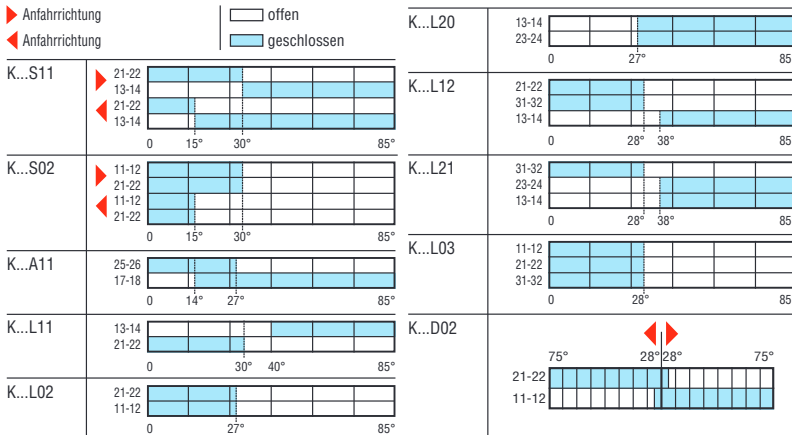 Anfahrrichtung
Anfahrrichtung
offen
geschlossen
K...S11
21-22
13-14
21-22
13-14
0 15° 30° 85°
K...S02
11-12
21-22
11-12
21-22
0 15° 30° 85°
K...A11
25-26
17-18
0 14° 27° 85°
K...L11
13-14
21-22
0 30° 40° 85°
K...L02
21-22
11-12
0 27° 85°
K...L20
13-14
23-24
0 27° 85°
K...L12
21-22
31-32
13-14
0 28° 38° 85°
K...L21
31-32
23-24
13-14
0 28° 38° 85°
K...L03
11-12
21-22
31-32
0 28° 85°
K...D02
75° 28° 28° 75°
21-22
11-12